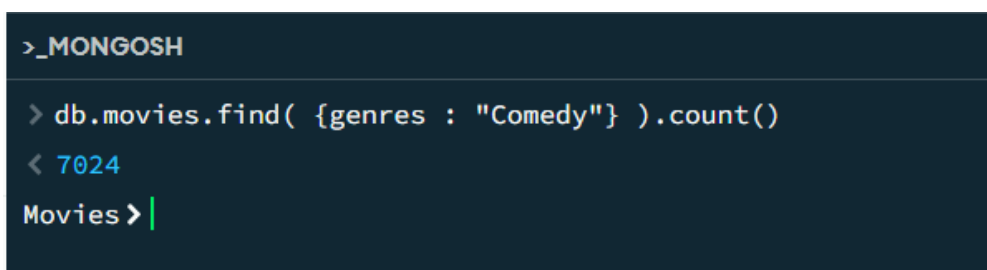 >_MONGOSH
> db.movies.find( {genres : "Comedy"} ).count()
< 7024
Movies>